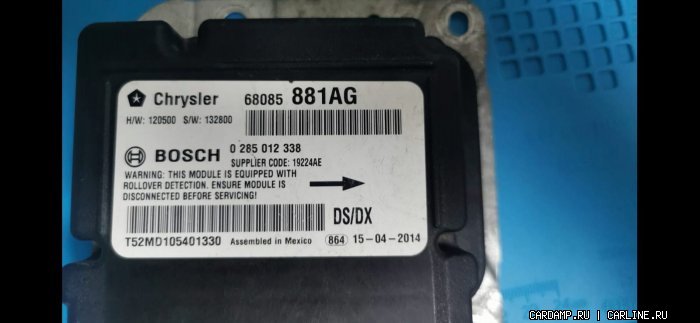 Chrysler 68085 881AG
H/W: 120500 S/W: 132800
BOSCH 0 285 012 338
SUPPLIER CODE: 19224AE
WARNING: THIS MODULE IS EQUIPPED WITH
ROLLOVER DETECTION. ENSURE MODULE IS
DISCONNECTED BEFORE SERVICING!
DS/DX
T52MD105401330 Assembled in Mexico 864 15-04-2014
CARDAMP.RU | CARLINE.RU